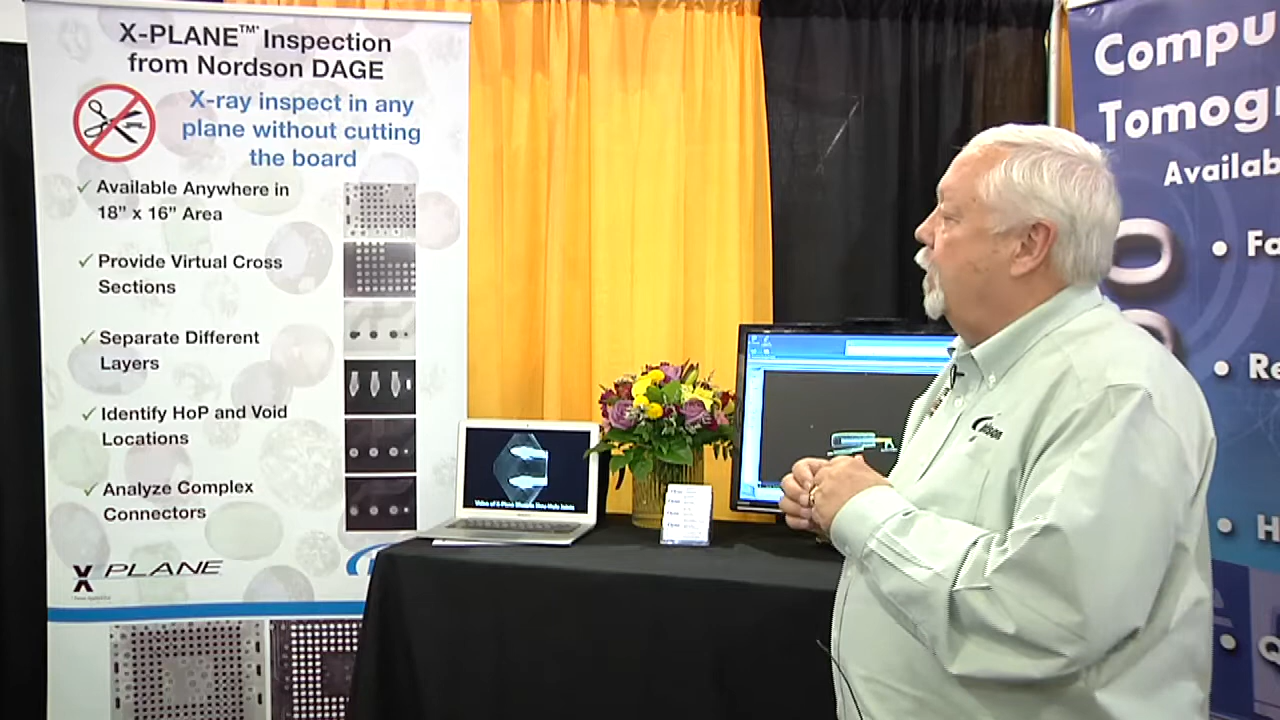 X-PLANE™ Inspection
from Nordson DAGE
X-ray inspect in any
plane without cutting
the board
Available Anywhere in
18" x 16" Area
Provide Virtual Cross
Sections
Separate Different
Layers
Identify HoP and Void
Locations
Analyze Complex
Connectors
X PLANE
Compu
Tomog
Availab
Fa
Re
H
Q